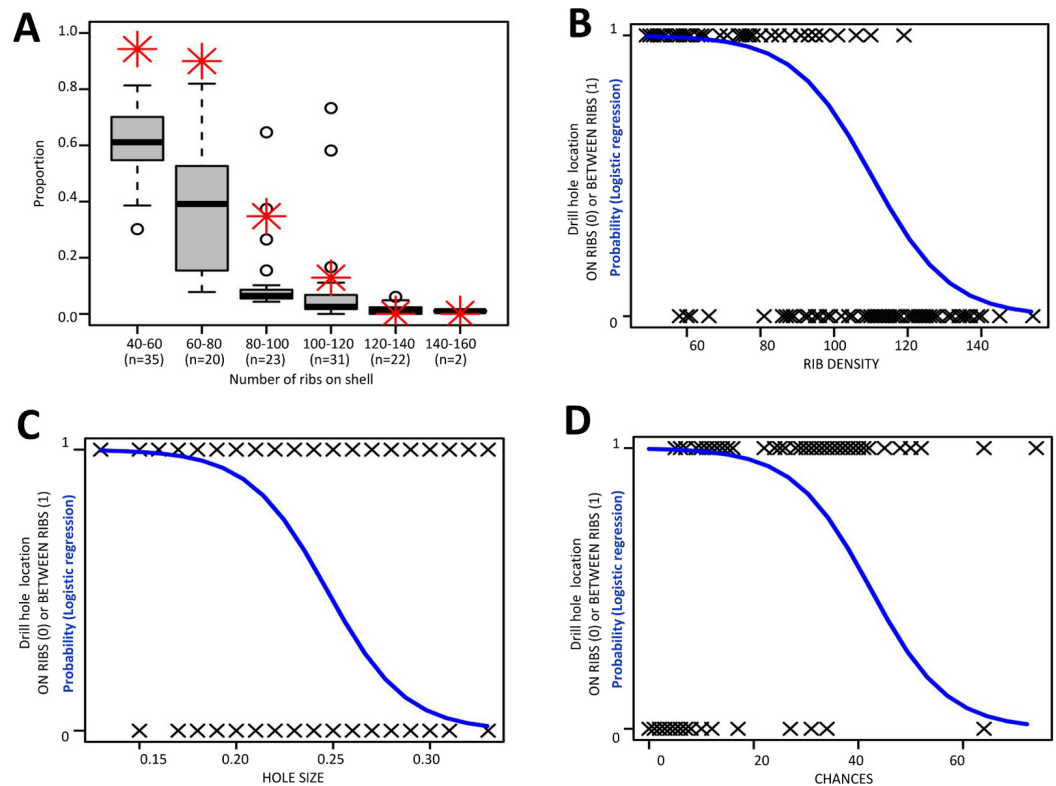 A
1.0
0.8
0.6
0.4
0.2
0.0
Proportion
40-60
(n=35)
60-80
(n=20)
80-100
(n=23)
100-120
(n=31)
120-140
(n=22)
140-160
(n=2)
Number of ribs on shell
B
1
0
Drill hole location
ON RIBS (0) or BETWEEN RIBS (1)
Probability (Logistic regression)
60
80
100
120
140
RIB DENSITY
C
1
0
Drill hole location
ON RIBS (0) or BETWEEN RIBS (1)
Probability (Logistic regression)
0.15
0.20
0.25
0.30
HOLE SIZE
D
1
0
Drill hole location
ON RIBS (0) or BETWEEN RIBS (1)
Probability (Logistic regression)
0
20
40
60
CHANCES